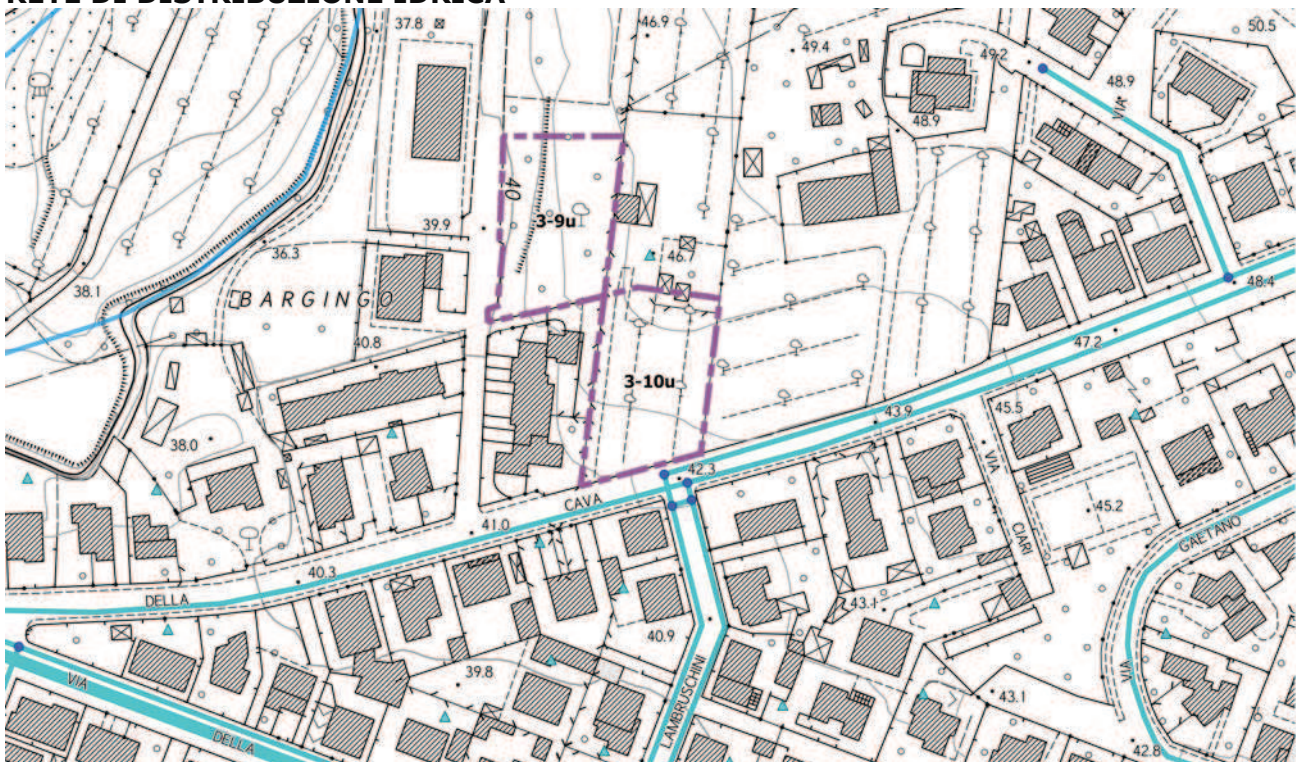 RETE DI DISTRIBUZIONE IDRICA
37.8
46.9
49.4
49.2
48.9
50.5
VIA
48.9
40
3-9u
39.9
36.3
46.7
38.1
BARGINGO
48.4
47.2
40.8
3-10u
43.9
45.5
38.0
42.3
VIA
CIARI
CAVA
41.0
45.2
GAETANO
40.3
DELLA
43.1
40.9
39.8
LAMBRUSCHINI
VIA
VIA
43.1
DELLA
42.8